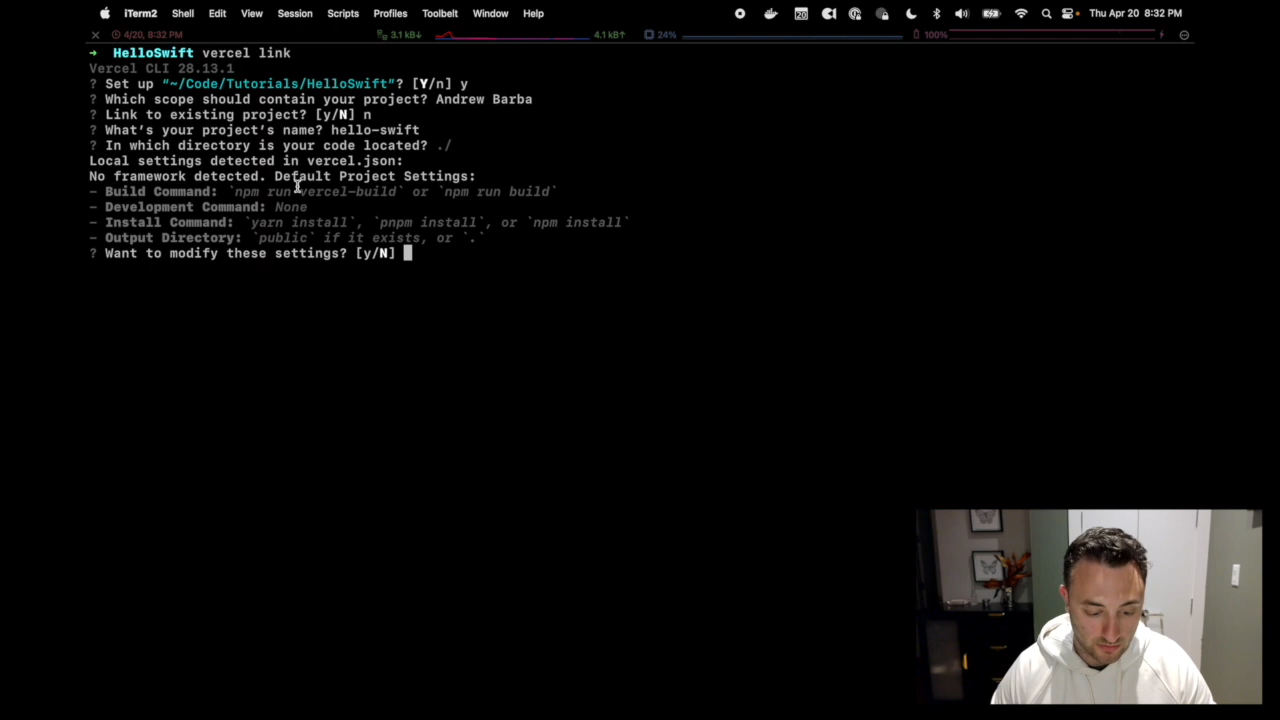 iTerm2 Shell Edit View Session Scripts Profiles Toolbelt Window Help 20 Thu Apr 20 8:32 PM
4/20, 8:32 PM 3.1 kB↓ 4.1 kB↑ 24% 100%
→ HelloSwift vercel link
Vercel CLI 28.13.1
? Set up “~/Code/Tutorials/HelloSwift”? [Y/n] y
? Which scope should contain your project? Andrew Barba
? Link to existing project? [y/N] n
? What’s your project’s name? hello-swift
? In which directory is your code located? ./
Local settings detected in vercel.json:
No framework detected. Default Project Settings:
- Build Command: `npm run vercel-build` or `npm run build`
- Development Command: None
- Install Command: `yarn install`, `pnpm install`, or `npm install`
- Output Directory: `public` if it exists, or `.`
? Want to modify these settings? [y/N]